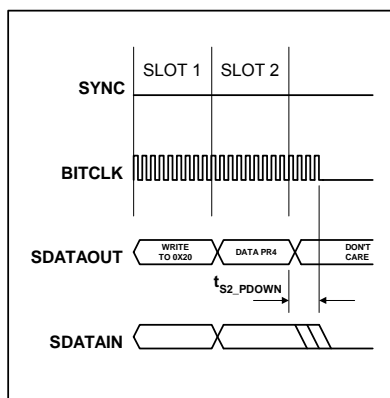 SLOT 1 SLOT 2
SYNC
BITCLK
SDATAOUT
WRITE
TO 0X20
DATA PR4
DON'T
CARE
tS2_PDOWN
SDATAIN